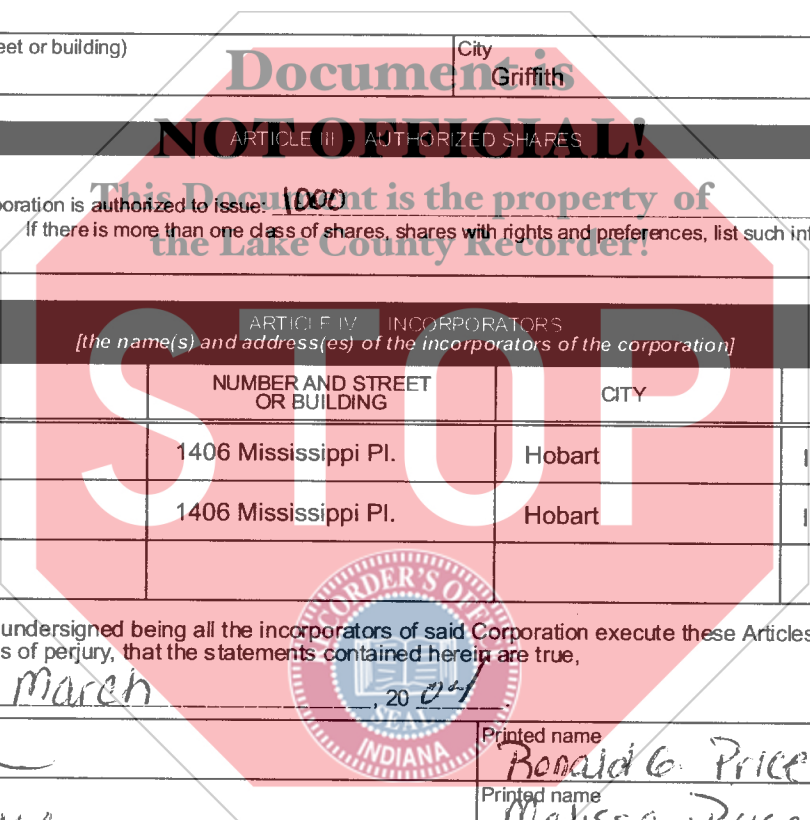 eet or building)
City
Griffith
Document is
NOT OFFICIAL!
ARTICLE III - AUTHORIZED SHARES
This Document is the property of
oration is authorized to issue: 1000
If there is more than one class of shares, shares with rights and preferences, list such inf
the Lake County Recorder!
ARTICLE IV INCORPORATORS
[the name(s) and address(es) of the incorporators of the corporation]
NUMBER AND STREET
OR BUILDING
CITY
STOP
1406 Mississippi Pl.
Hobart
1406 Mississippi Pl.
Hobart
RECORDER'S OFFICE
undersigned being all the incorporators of said Corporation execute these Articles
s of perjury, that the statements contained herein are true,
March , 20 04 .
SEAL
INDIANA
Printed name
Ronald G. Price
Printed name
Melissa Price